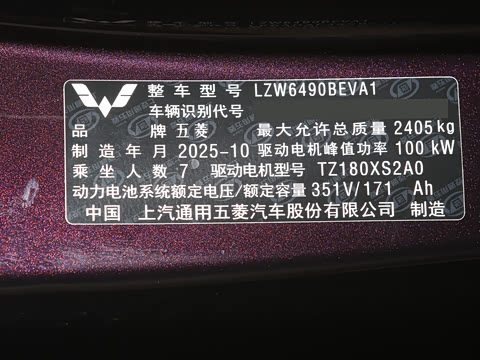 整车型号 LZW6490BEVA1
车辆识别代号
品牌 五菱 最大允许总质量 2405 kg
制造年月 2025-10 驱动电机峰值功率 100 kW
乘坐人数 7 驱动电机型号 TZ180XS2A0
动力电池系统额定电压/额定容量 351V/171 Ah
中国 上汽通用五菱汽车股份有限公司 制造